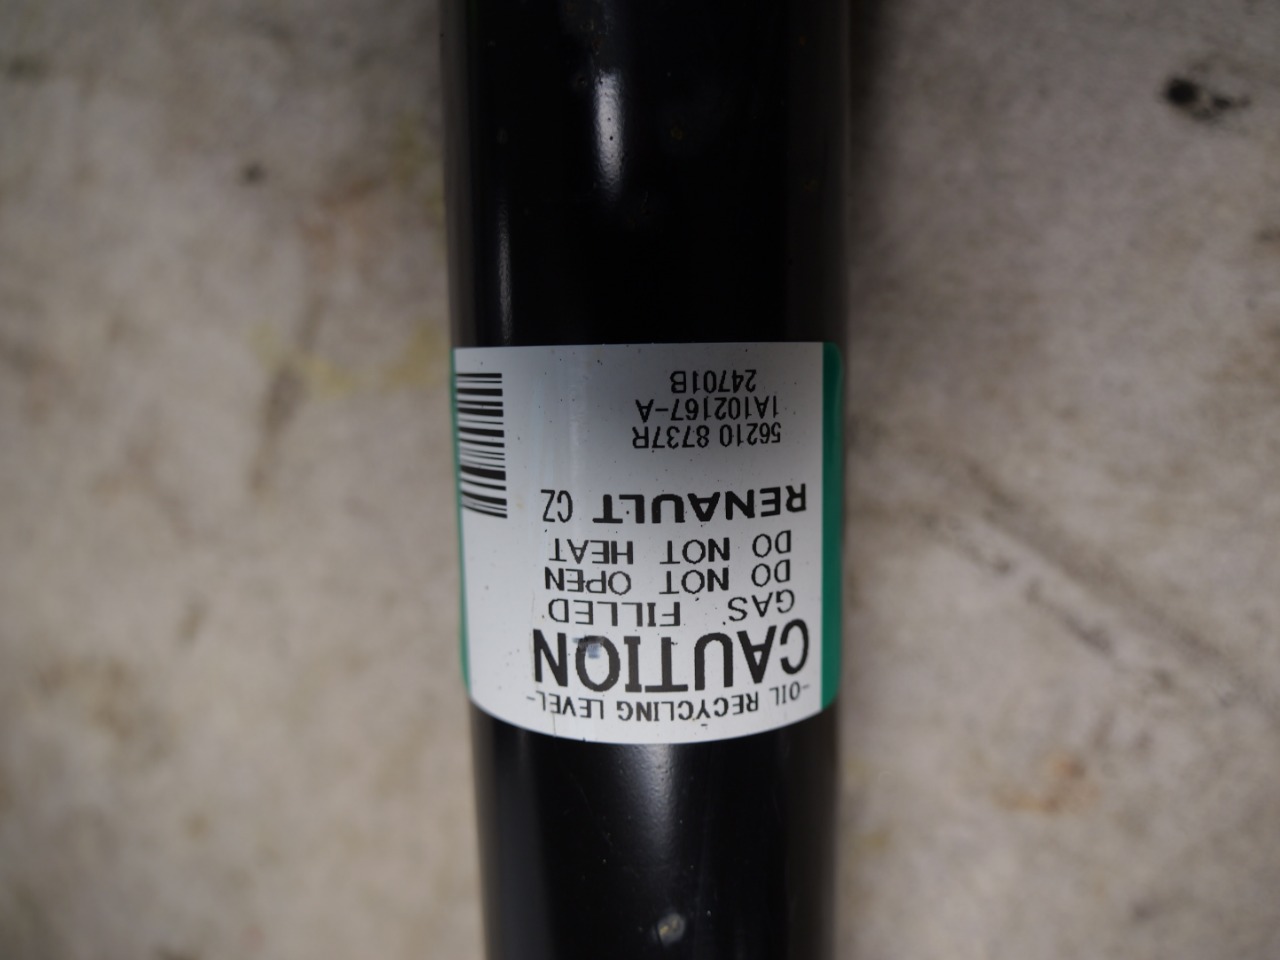 -OIL RECYCLING LEVEL-
CAUTION
GAS FILLED
DO NOT OPEN
DO NOT HEAT
RENAULT CZ
56210 8737R
1A102167-A
24701B